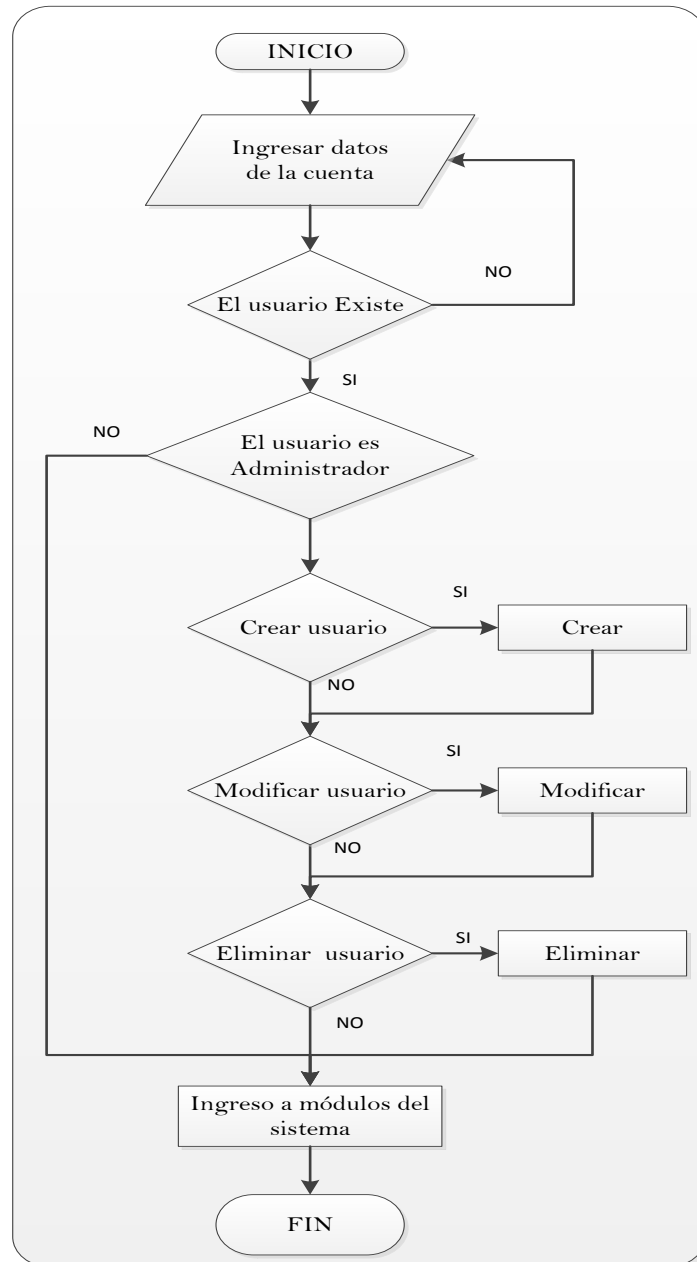 INICIO
Ingresar datos
de la cuenta
NO
El usuario Existe
SI
NO
El usuario es
Administrador
SI
Crear usuario
Crear
NO
SI
Modificar usuario
Modificar
NO
SI
Eliminar usuario
Eliminar
NO
Ingreso a módulos del
sistema
FIN